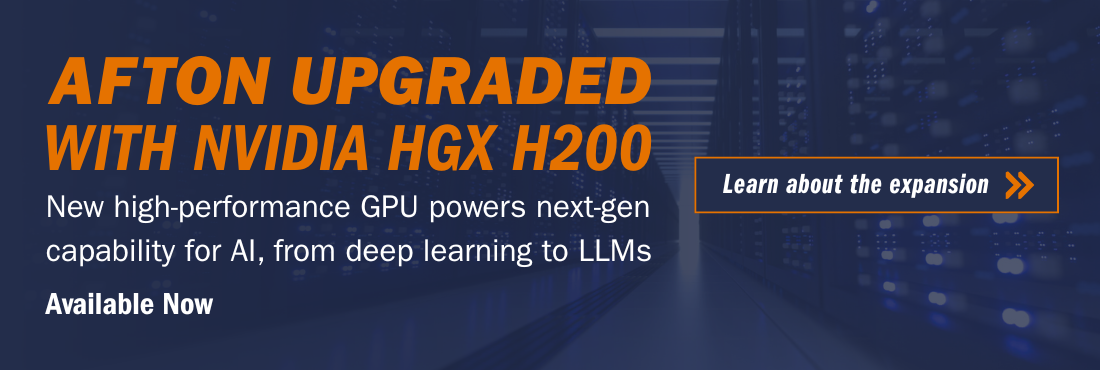 AFTON UPGRADED
WITH NVIDIA HGX H200
New high-performance GPU powers next-gen
capability for AI, from deep learning to LLMs
Available Now
Learn about the expansion